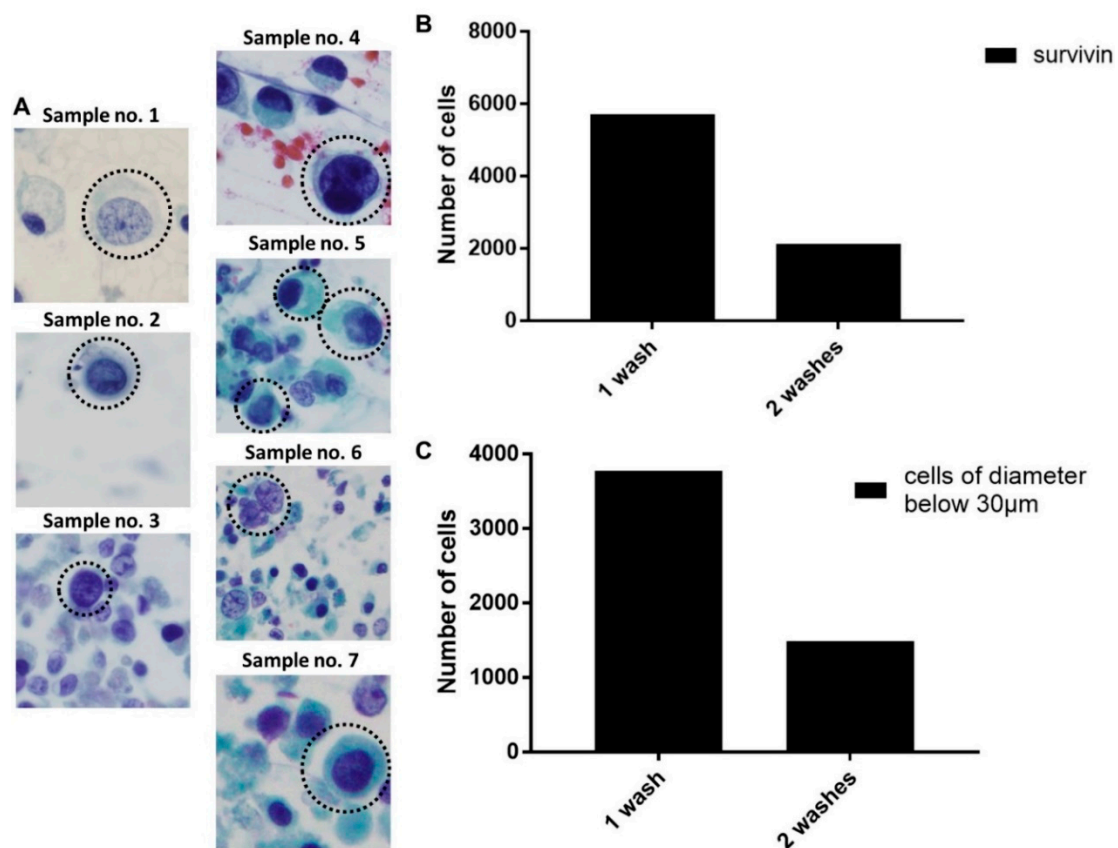 A
Sample no. 1
Sample no. 2
Sample no. 3
Sample no. 4
Sample no. 5
Sample no. 6
Sample no. 7
B
Number of cells
8000
6000
4000
2000
0
1 wash
2 washes
survivin
C
Number of cells
4000
3000
2000
1000
0
1 wash
2 washes
cells of diameter
below 30µm